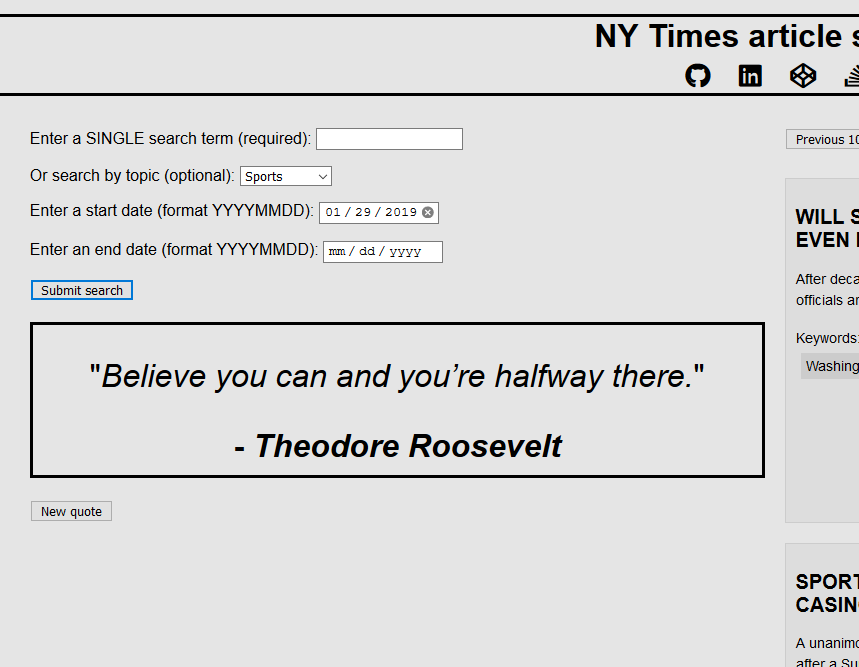 NY Times article
in
Enter a SINGLE search term (required):
Or search by topic (optional): Sports
Enter a start date (format YYYYMMDD): 01 / 29 / 2019
Enter an end date (format YYYYMMDD): mm / dd / yyyy
Submit search
"Believe you can and you’re halfway there."
- Theodore Roosevelt
New quote
Previous 10
WILL S
EVEN
After deca
officials a
Keywords:
Washing
SPORT
CASIN
A unanimo
after a Su